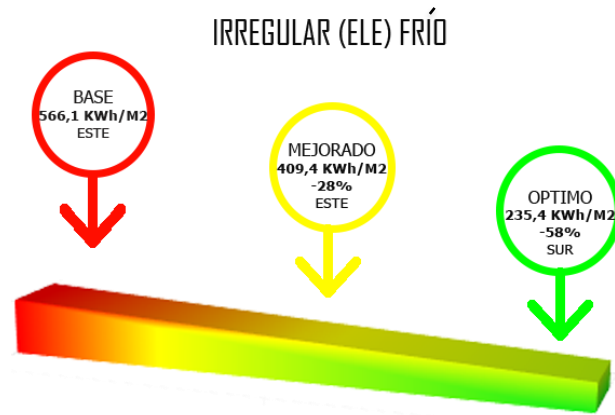 IRREGULAR (ELE) FRÍO
BASE
566,1 KWh/M2
ESTE
MEJORADO
409,4 KWh/M2
-28%
ESTE
OPTIMO
235,4 KWh/M2
-58%
SUR